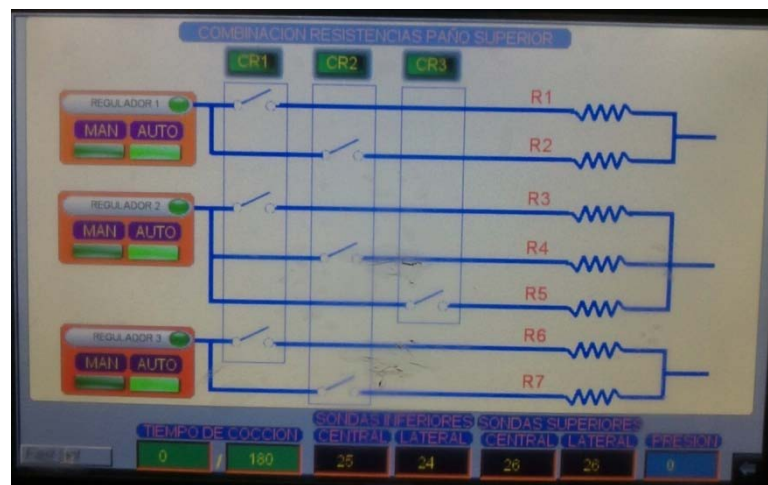 COMBINACION RESISTENCIAS PAÑO SUPERIOR
CR1 CR2 CR3
REGULADOR 1
MAN AUTO
R1
R2
REGULADOR 2
MAN AUTO
R3
R4
R5
REGULADOR 3
MAN AUTO
R6
R7
TIEMPO DE COCCION
0 / 180
SONDAS INFERIORES
CENTRAL LATERAL
25 24
SONDAS SUPERIORES
CENTRAL LATERAL
26 26
PRESION
0